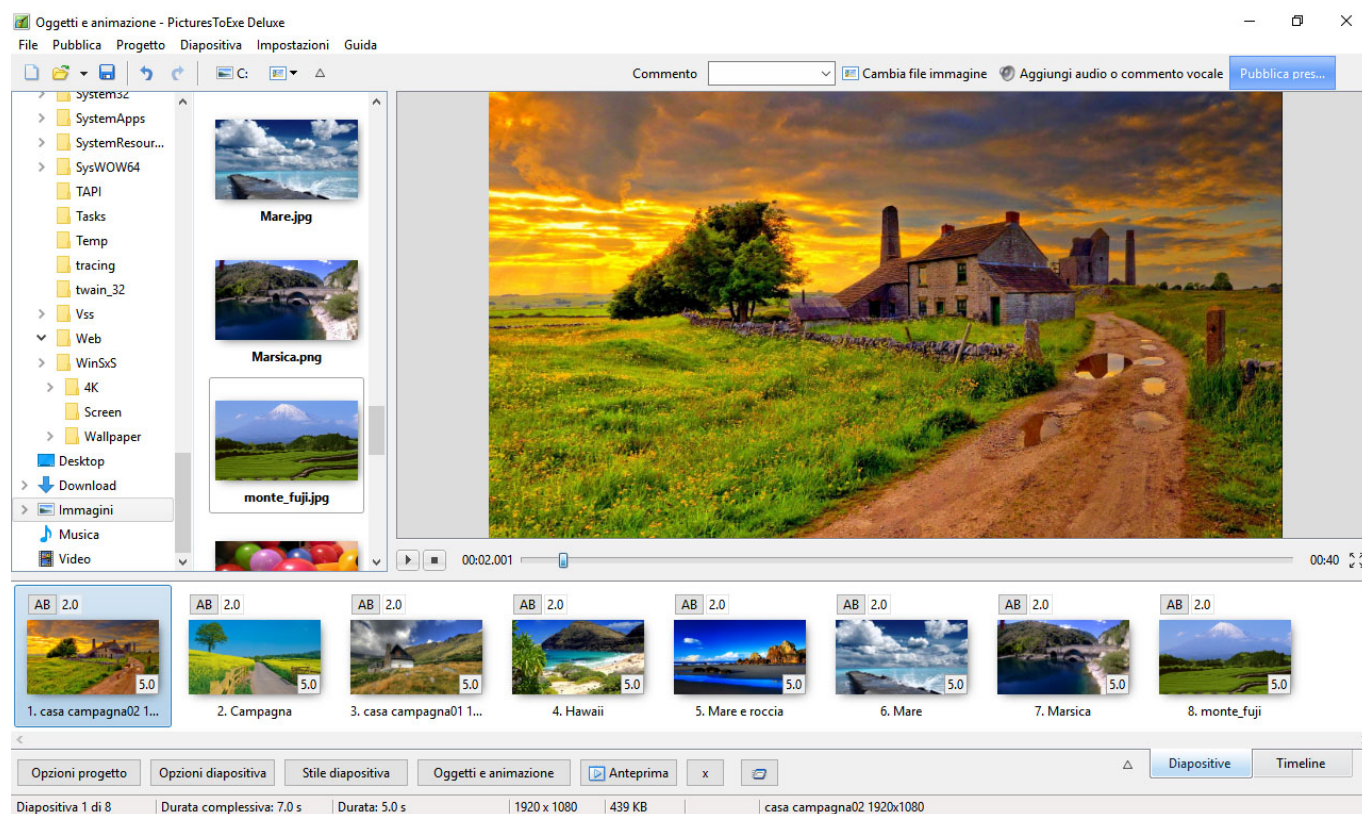 Oggetti e animazione - PicturesToExe Deluxe
File Pubblica Progetto Diapositiva Impostazioni Guida
C: Commento Cambia file immagine Aggiungi audio o commento vocale Pubblica pres...
System32
SystemApps
SystemResour...
SysWOW64
TAPI
Tasks
Temp
tracing
twain_32
Vss
Web
WinSxS
4K
Screen
Wallpaper
Desktop
Download
Immagini
Musica
Video
Mare.jpg
Marsica.png
monte_fuji.jpg
00:02.001 00:40
AB 2.0 AB 2.0 AB 2.0 AB 2.0 AB 2.0 AB 2.0 AB 2.0 AB 2.0
5.0 5.0 5.0 5.0 5.0 5.0 5.0 5.0
1. casa campagna02 1... 2. Campagna 3. casa campagna01 1... 4. Hawaii 5. Mare e roccia 6. Mare 7. Marsica 8. monte_fuji
Opzioni progetto Opzioni diapositiva Stile diapositiva Oggetti e animazione Anteprima x Diapositive Timeline
Diapositiva 1 di 8 Durata complessiva: 7.0 s Durata: 5.0 s 1920 x 1080 439 KB casa campagna02 1920x1080